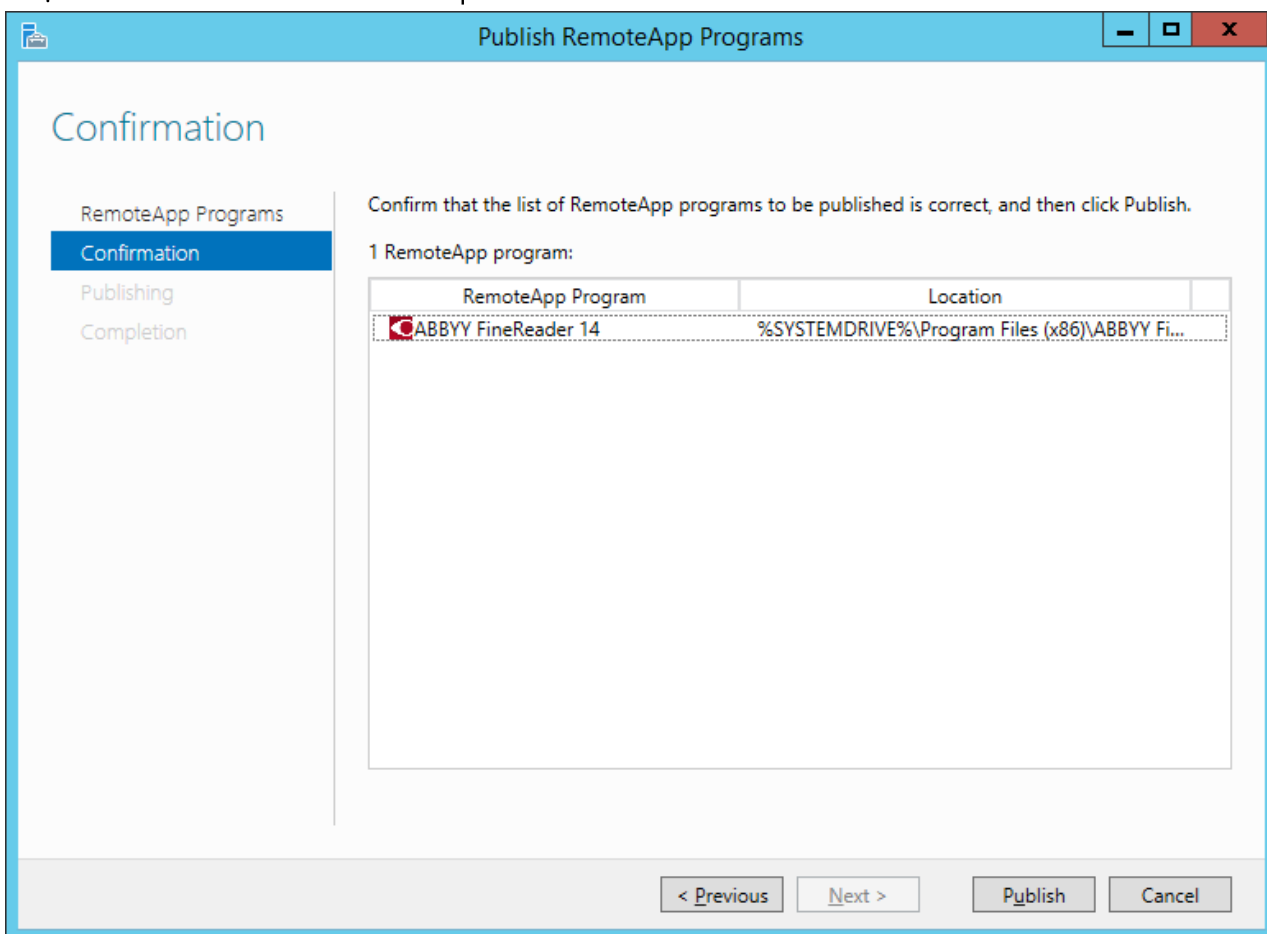 Publish RemoteApp Programs
Confirmation
RemoteApp Programs
Confirmation
Publishing
Completion
Confirm that the list of RemoteApp programs to be published is correct, and then click Publish.
1 RemoteApp program:
RemoteApp Program Location
ABBYY FineReader 14 %SYSTEMDRIVE%\Program Files (x86)\ABBYY Fi...
< Previous Next > Publish Cancel